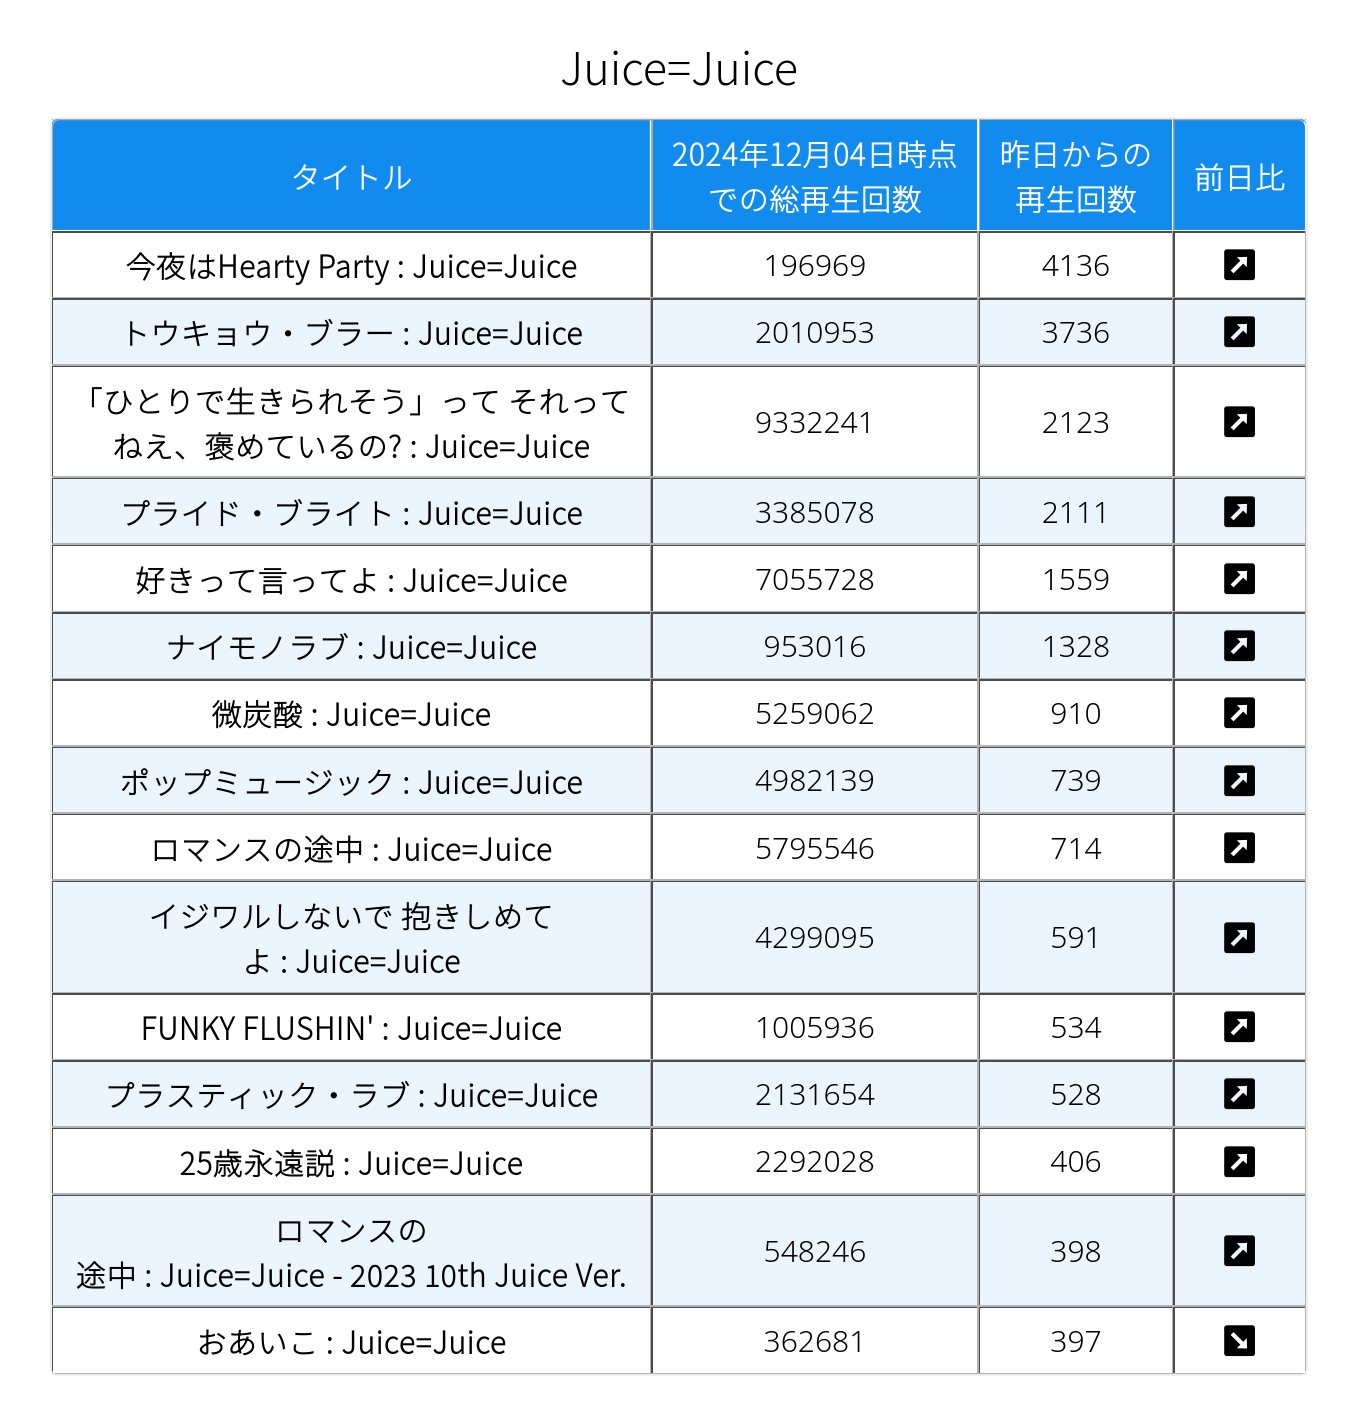 Juice=Juice
タイトル
2024年12月04日時点
での総再生回数
昨日からの
再生回数
前日比
今夜はHearty Party : Juice=Juice
196969
4136
トウキョウ・ブラー : Juice=Juice
2010953
3736
「ひとりで生きられそう」って それって
ねえ、褒めているの? : Juice=Juice
9332241
2123
プライド・ブライト : Juice=Juice
3385078
2111
好きって言ってよ : Juice=Juice
7055728
1559
ナイモノラブ : Juice=Juice
953016
1328
微炭酸 : Juice=Juice
5259062
910
ポップミュージック : Juice=Juice
4982139
739
ロマンスの途中 : Juice=Juice
5795546
714
イジワルしないで 抱きしめて
よ : Juice=Juice
4299095
591
FUNKY FLUSHIN' : Juice=Juice
1005936
534
プラスティック・ラブ : Juice=Juice
2131654
528
25歳永遠説 : Juice=Juice
2292028
406
ロマンスの
途中 : Juice=Juice - 2023 10th Juice Ver.
548246
398
おあいこ : Juice=Juice
362681
397